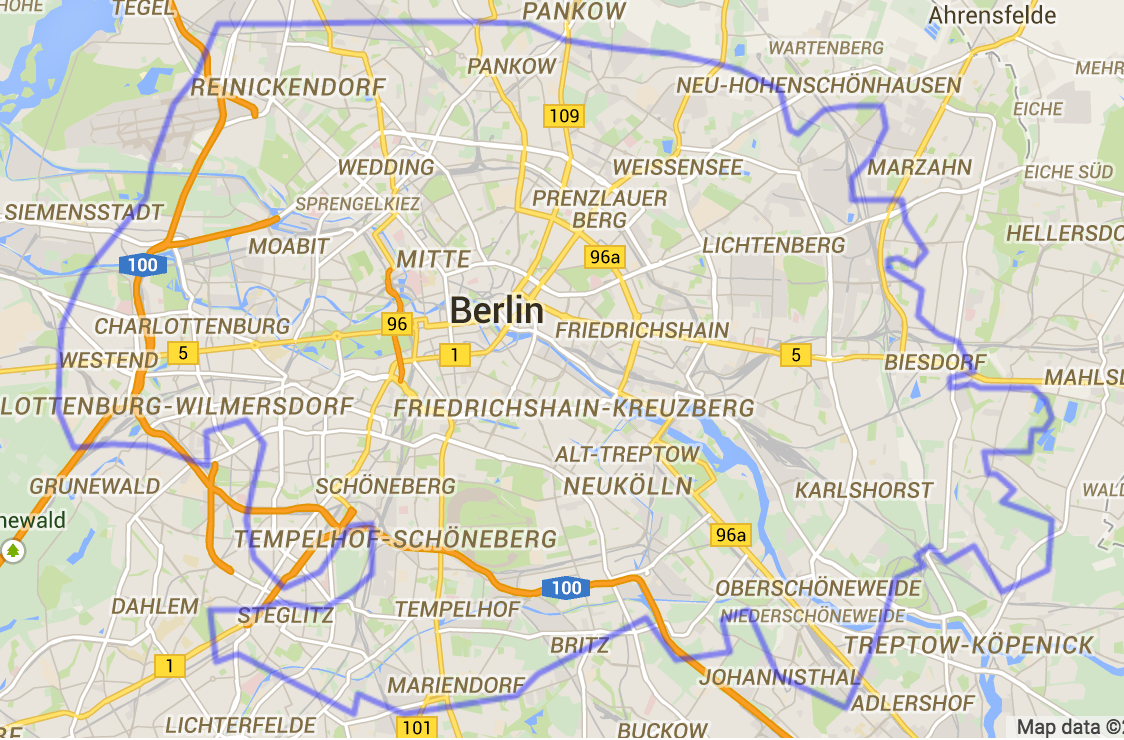 HÖHE
TEGEL
PANKOW
Ahrensfelde
WARTENBERG
PANKOW
MEHR
REINICKENDORF
NEU-HOHENSCHÖNHAUSEN
EICHE
109
WEDDING
WEISSENSEE
MARZAHN
EICHE SÜD
PRENZLAUER
BERG
SPRENGELKIEZ
SIEMENSSTADT
HELLERSDO
MOABIT
LICHTENBERG
MITTE
96a
100
Berlin
CHARLOTTENBURG
96
FRIEDRICHSHAIN
WESTEND
5
1
5
BIESDORF
MAHLSD
LOTTENBURG-WILMERSDORF
FRIEDRICHSHAIN-KREUZBERG
ALT-TREPTOW
GRUNEWALD
SCHÖNEBERG
NEUKÖLLN
KARLSHORST
WALD
newald
TEMPELHOF-SCHÖNEBERG
96a
100
OBERSCHÖNEWEIDE
DAHLEM
STEGLITZ
TEMPELHOF
NIEDERSCHÖNEWEIDE
BRITZ
TREPTOW-KÖPENICK
1
JOHANNISTHAL
MARIENDORF
ADLERSHOF
LICHTERFELDE
101
BUCKOW
RF
Map data ©2